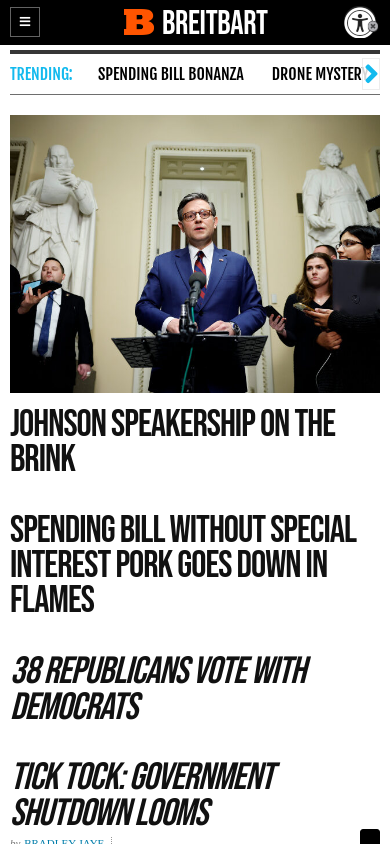 BREITBART
TRENDING: SPENDING BILL BONANZA DRONE MYSTER
JOHNSON SPEAKERSHIP ON THE
BRINK
SPENDING BILL WITHOUT SPECIAL
INTEREST PORK GOES DOWN IN
FLAMES
38 REPUBLICANS VOTE WITH
DEMOCRATS
TICK TOCK: GOVERNMENT
SHUTDOWN LOOMS
by BRADLEY JAYE